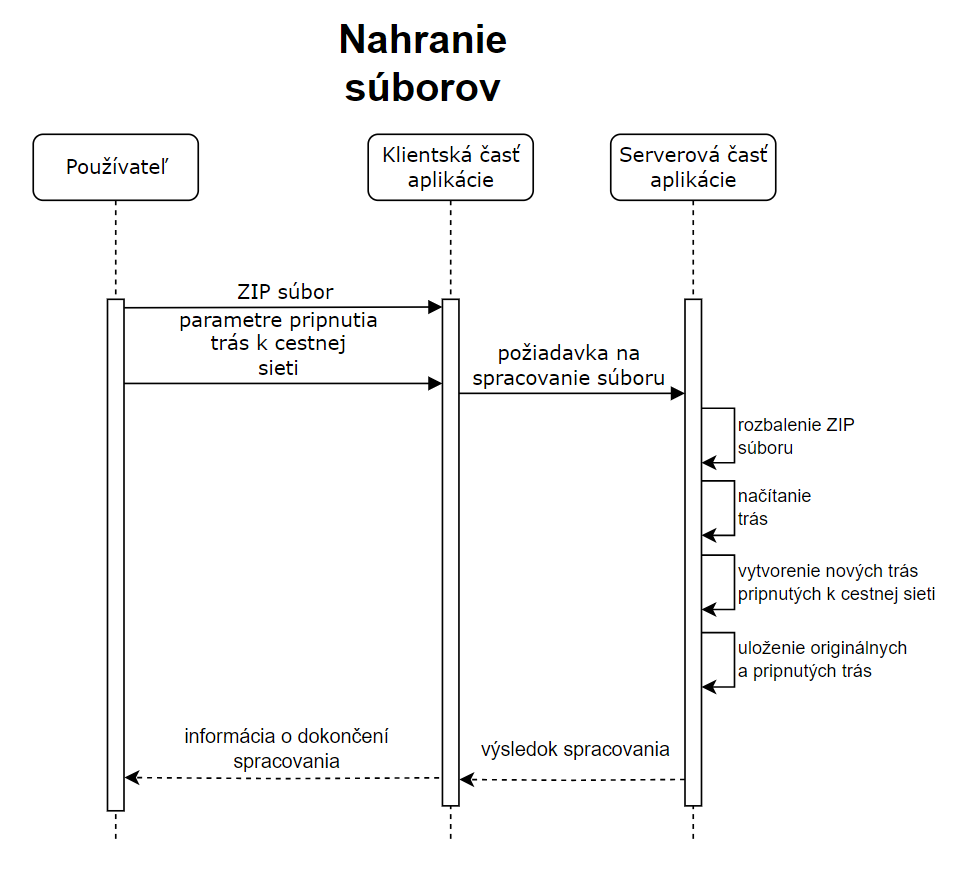 Nahranie
súborov
Používateľ
Klientská časť
aplikácie
Serverová časť
aplikácie
ZIP súbor
parametre pripnutia
trás k cestnej
sieti
požiadavka na
spracovanie súboru
rozbalenie ZIP
súboru
načítanie
trás
vytvorenie nových trás
pripnutých k cestnej sieti
uloženie originálnych
a pripnutých trás
informácia o dokončení
spracovania
výsledok spracovania